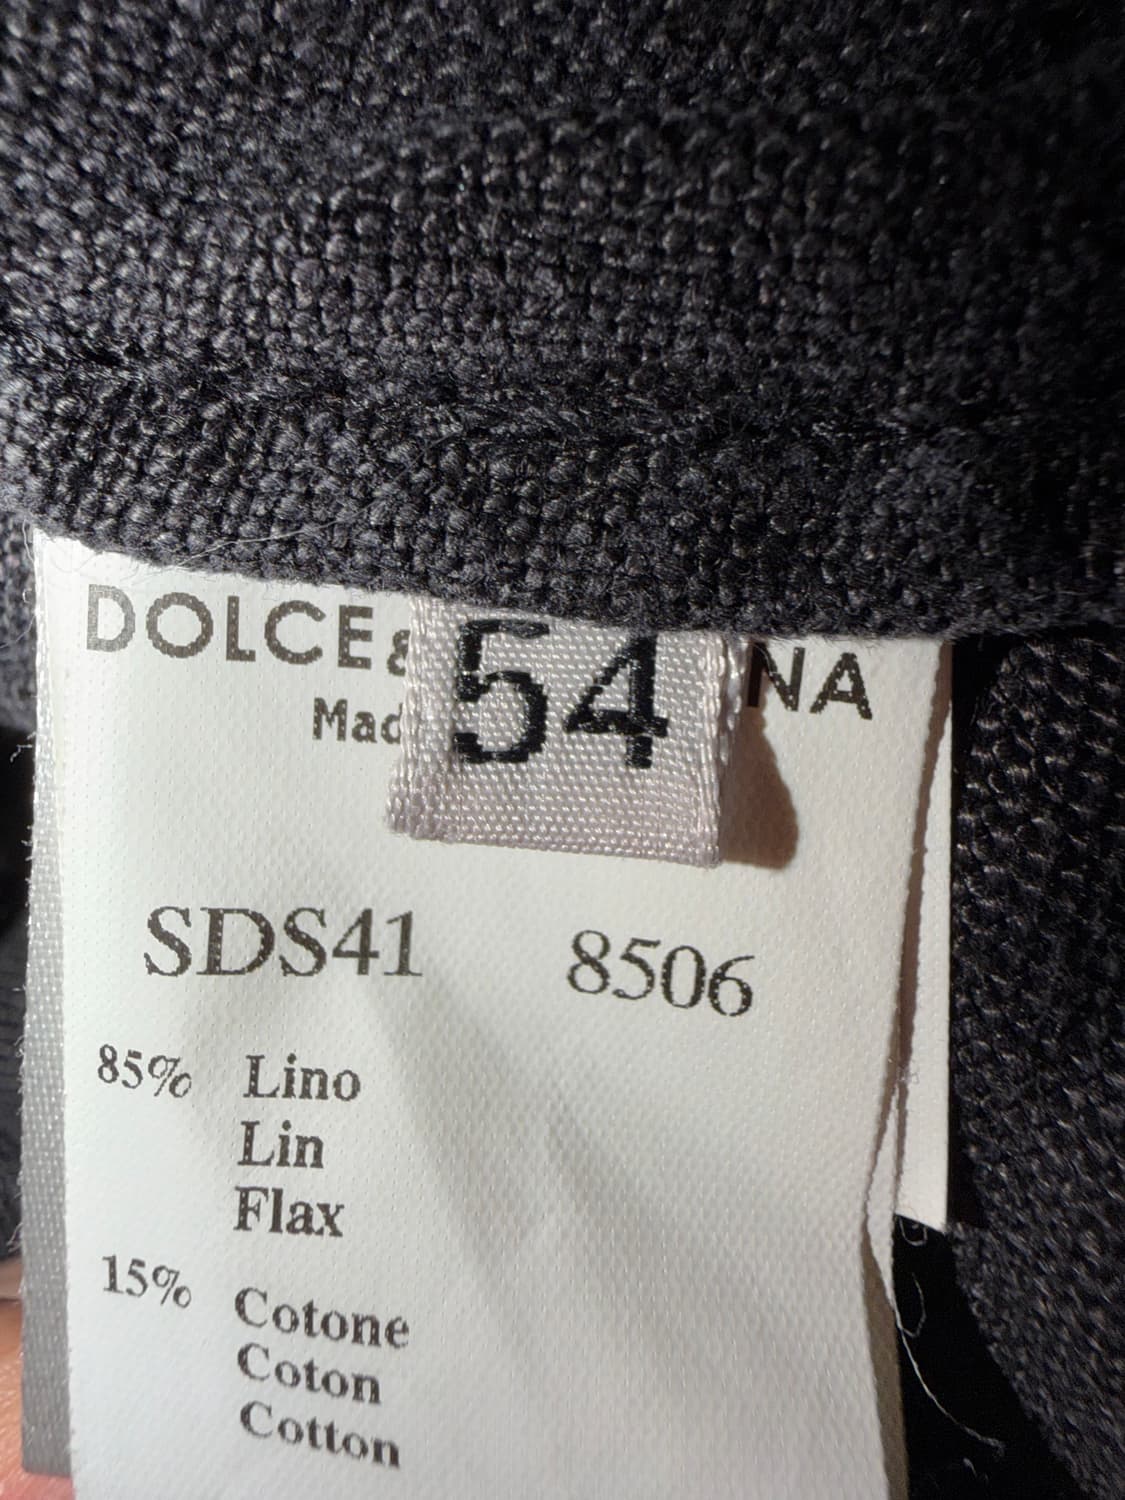 DOLCE& NA
54
Mad
SDS41 8506
85% Lino
Lin
Flax
15% Cotone
Coton
Cotton